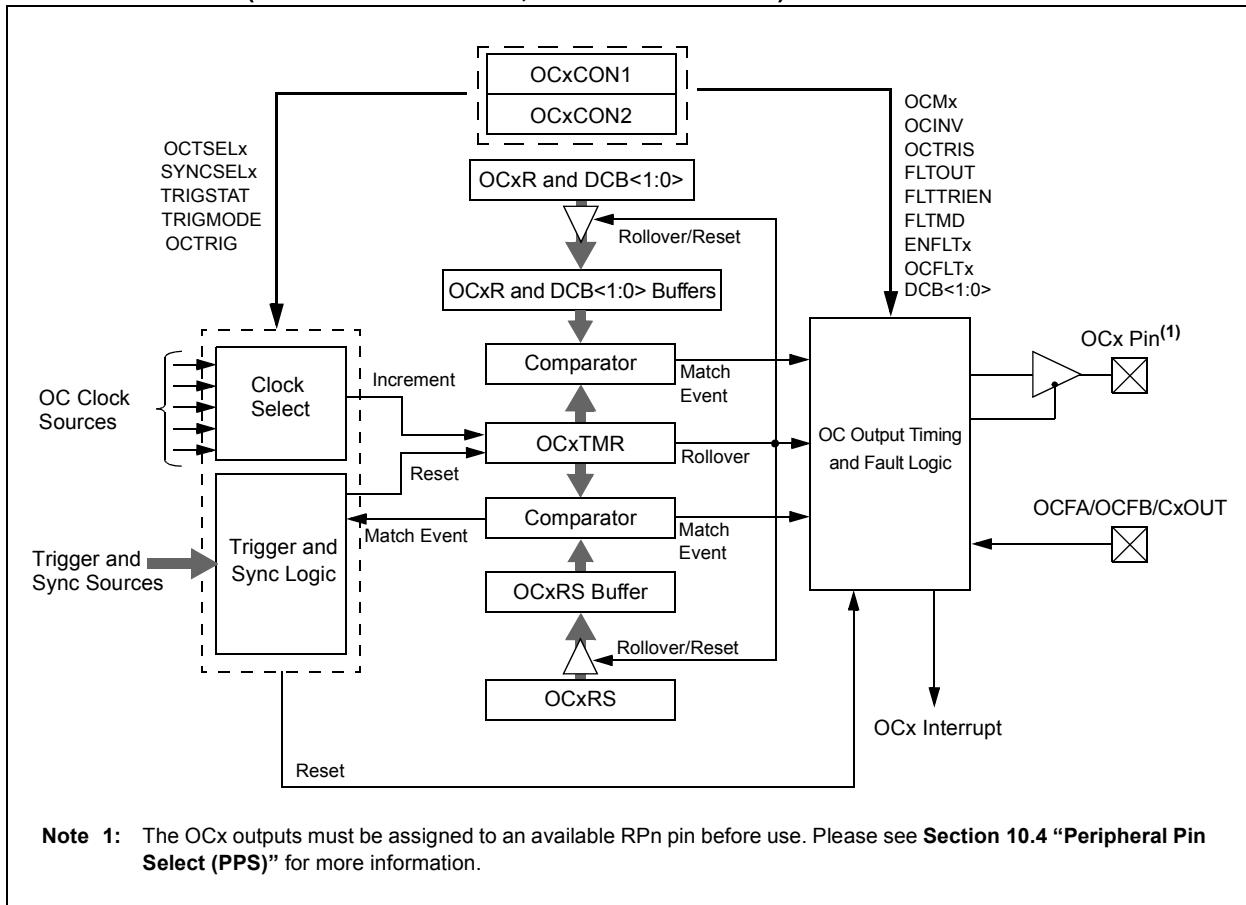 OCxCON1
OCxCON2
OCTSELx
SYNCSELx
TRIGSTAT
TRIGMODE
OCTRIG
OCMx
OCINV
OCTRIS
FLTOUT
FLTTRIEN
FLTMD
ENFLTx
OCFLTx
DCB<1:0>
OCxR and DCB<1:0>
Rollover/Reset
OCxR and DCB<1:0> Buffers
OC Clock
Sources
Clock
Select
Increment
Comparator
Match
Event
OCxTMR
Rollover
Reset
OC Output Timing
and Fault Logic
OCx Pin(1)
Trigger and
Sync Sources
Trigger and
Sync Logic
Match Event
Comparator
Match
Event
OCFA/OCFB/CxOUT
OCxRS Buffer
Rollover/Reset
OCxRS
OCx Interrupt
Reset
Note 1: The OCx outputs must be assigned to an available RPn pin before use. Please see Section 10.4 “Peripheral Pin
Select (PPS)” for more information.